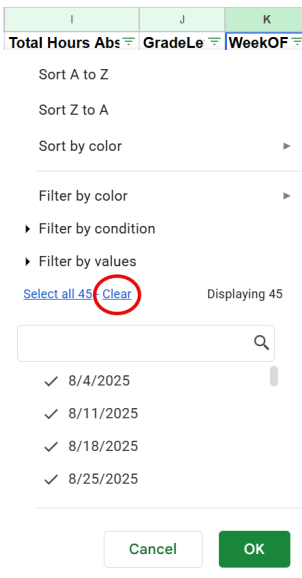 I J K
Total Hours Abs GradeLe WeekOF
Sort A to Z
Sort Z to A
Sort by color
Filter by color
Filter by condition
Filter by values
Select all 45 - Clear Displaying 45
8/4/2025
8/11/2025
8/18/2025
8/25/2025
Cancel OK